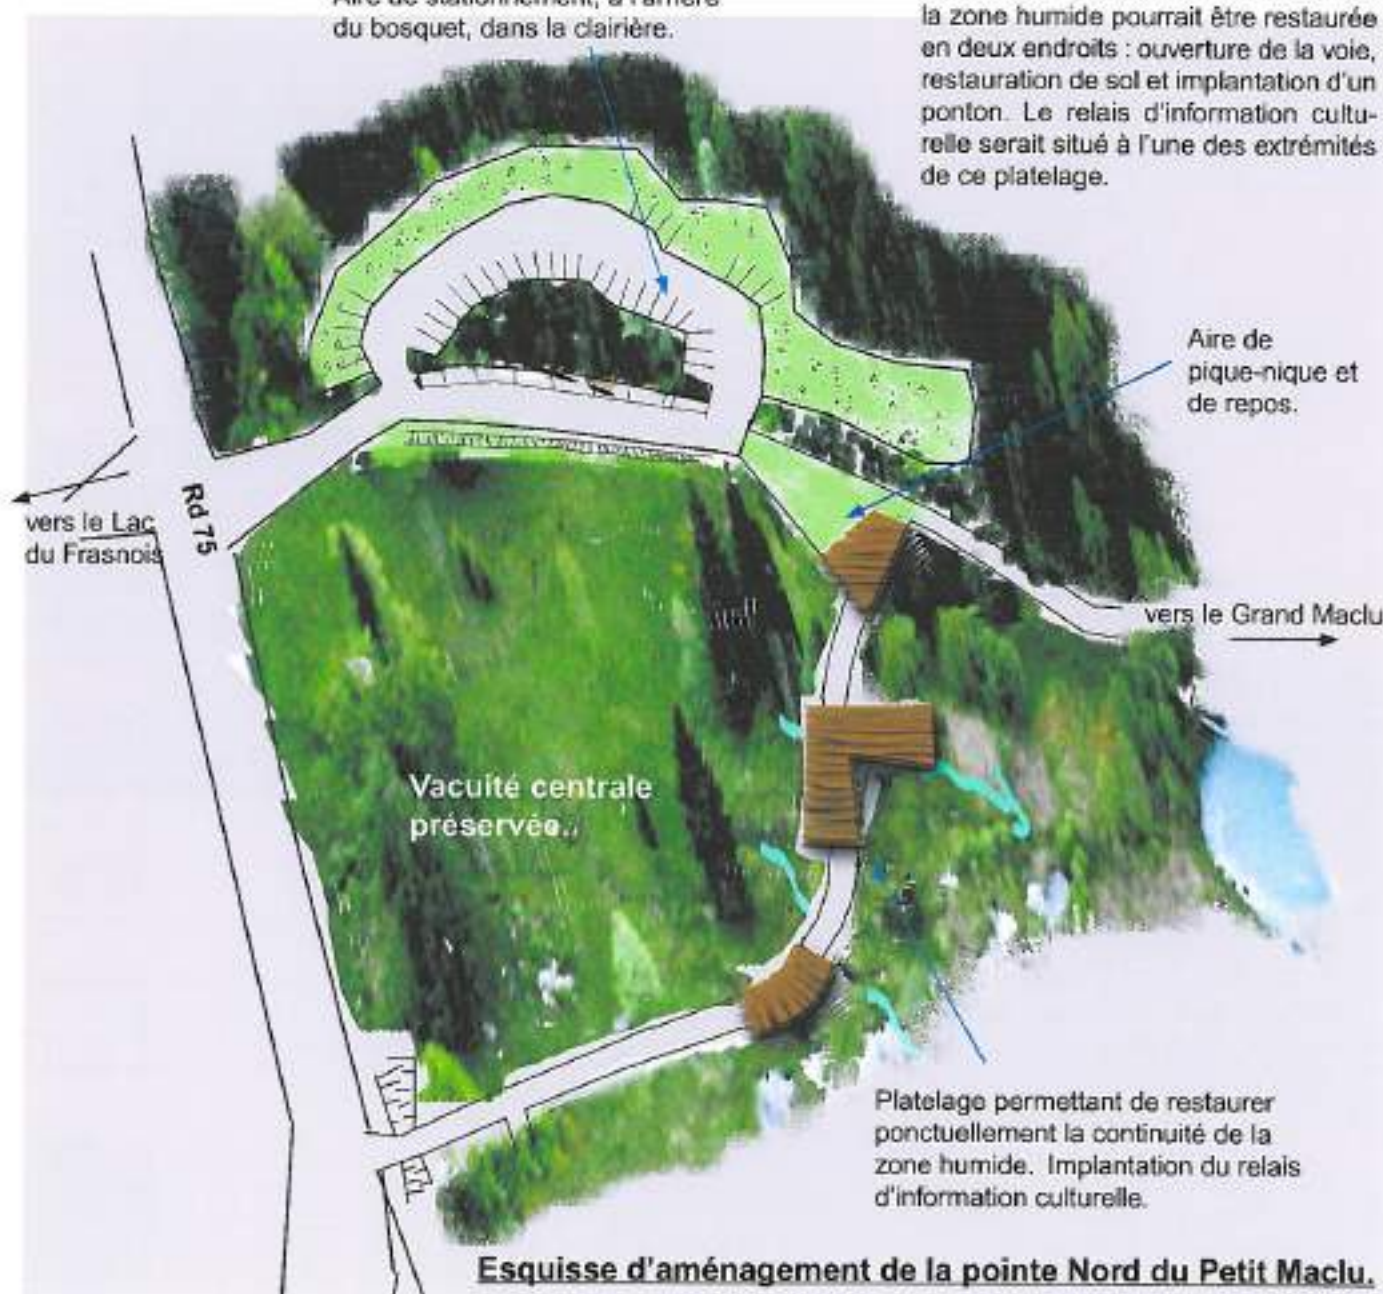 Aire de stationnement, à l'arrière
du bosquet, dans la clairière.
la zone humide pourrait être restaurée
en deux endroits : ouverture de la voie,
restauration de sol et implantation d'un
ponton. Le relais d'information cultu-
relle serait situé à l'une des extrémités
de ce platelage.
Aire de
pique-nique et
de repos.
vers le Lac
du Frasnois
Rd 75
vers le Grand Maclu
Vacuité centrale
préservée..
Platelage permettant de restaurer
ponctuellement la continuité de la
zone humide. Implantation du relais
d'information culturelle.
Esquisse d'aménagement de la pointe Nord du Petit Maclu.